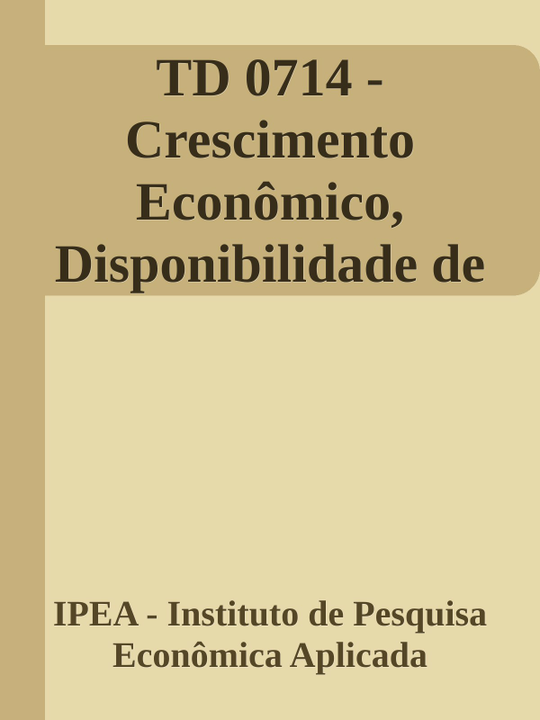 TD 0714 -
Crescimento
Econômico,
Disponibilidade de
IPEA - Instituto de Pesquisa
Econômica Aplicada